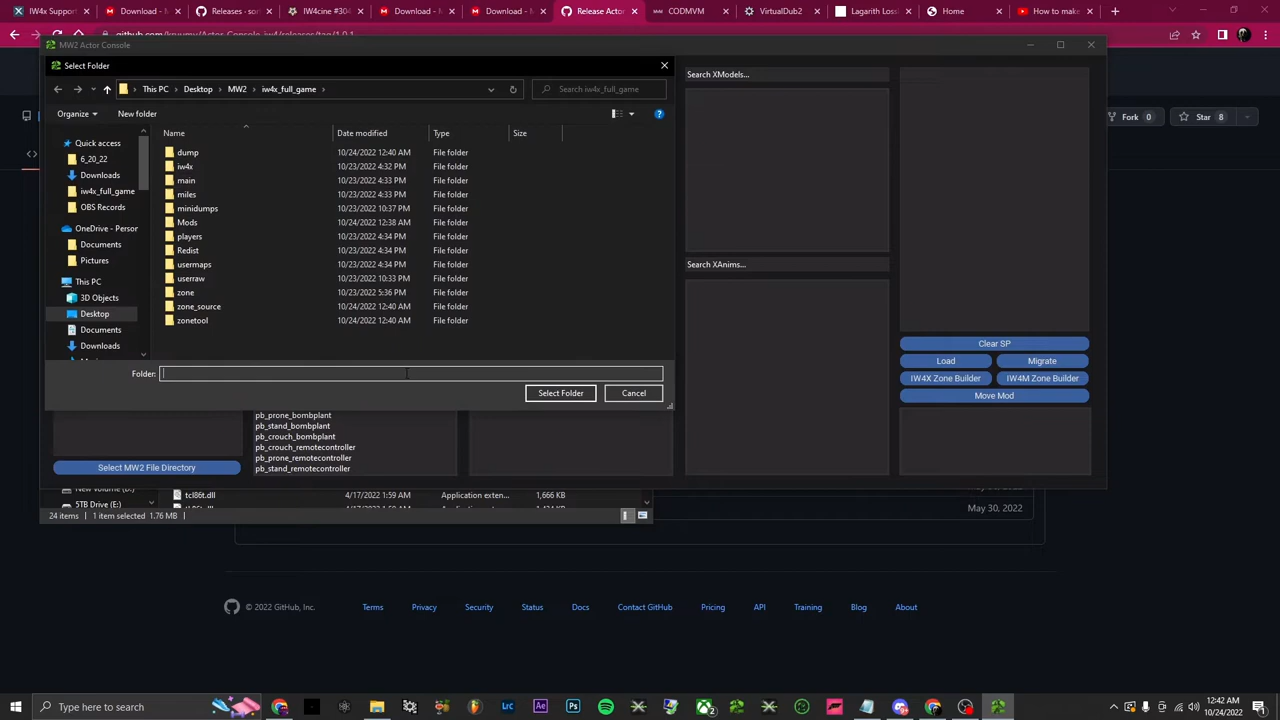 IW4x Support
Download -
Releases - sor
IW4cine #304
Download -
Download -
Release Actor
CODMVM
VirtualDub2
Lagarith Lossl
Home
How to make
MW2 Actor Console
Select Folder
This PC
Desktop
MW2
iw4x_full_game
Search iw4x_full_game
Organize
New folder
Fork 0
Star 8
Search XModels...
Name
Date modified
Type
Size
Quick access
6_20_22
Downloads
iw4x_full_game
OBS Records
OneDrive - Person
Documents
Pictures
This PC
3D Objects
Desktop
Documents
Downloads
dump 10/24/2022 12:40 AM File folder
iw4x 10/23/2022 4:32 PM File folder
main 10/23/2022 4:33 PM File folder
miles 10/23/2022 4:33 PM File folder
minidumps 10/23/2022 10:37 PM File folder
Mods 10/24/2022 12:38 AM File folder
players 10/23/2022 4:34 PM File folder
Redist 10/23/2022 4:34 PM File folder
usermaps 10/23/2022 4:34 PM File folder
userraw 10/23/2022 10:33 PM File folder
zone 10/23/2022 5:36 PM File folder
zone_source 10/24/2022 12:40 AM File folder
zonetool 10/24/2022 12:40 AM File folder
Search XAnims...
Folder:
Select Folder
Cancel
Clear SP
Load
Migrate
IW4X Zone Builder
IW4M Zone Builder
Move Mod
pb_prone_bombplant
pb_stand_bombplant
pb_crouch_bombplant
pb_crouch_remotecontroller
pb_prone_remotecontroller
pb_stand_remotecontroller
Select MW2 File Directory
5TB Drive (E:)
tcl86t.dll 4/17/2022 1:59 AM Application exten... 1,666 KB
24 items
1 item selected 1.76 MB
May 30, 2022
© 2022 GitHub, Inc.
Terms
Privacy
Security
Status
Docs
Contact GitHub
Pricing
API
Training
Blog
About
Type here to search
Lrc
Ae
Ps
2
12:42 AM
10/24/2022